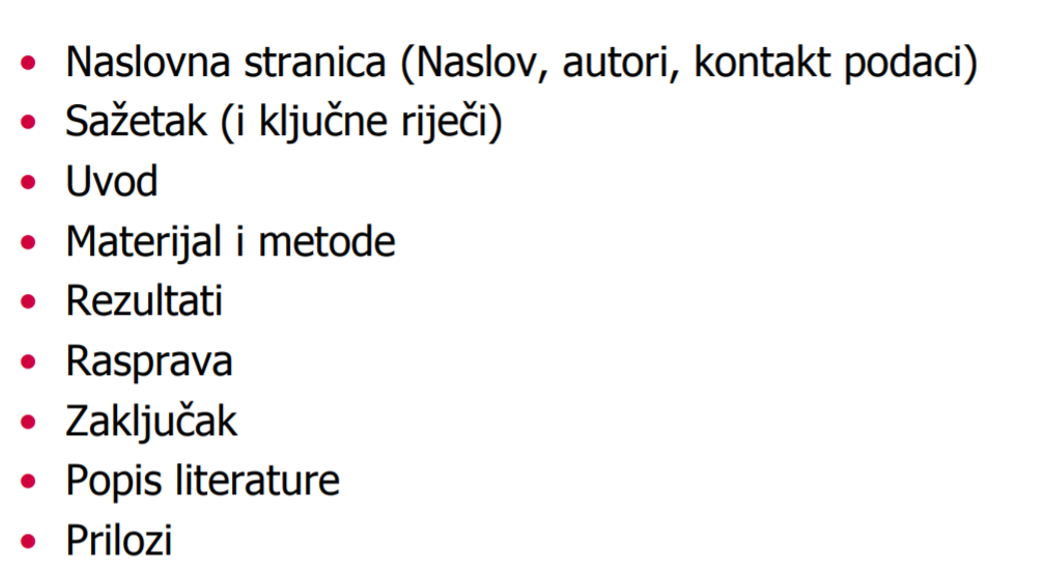 • Naslovna stranica (Naslov, autori, kontakt podaci)
• Sažetak (i ključne riječi)
• Uvod
• Materijal i metode
• Rezultati
• Rasprava
• Zaključak
• Popis literature
• Prilozi